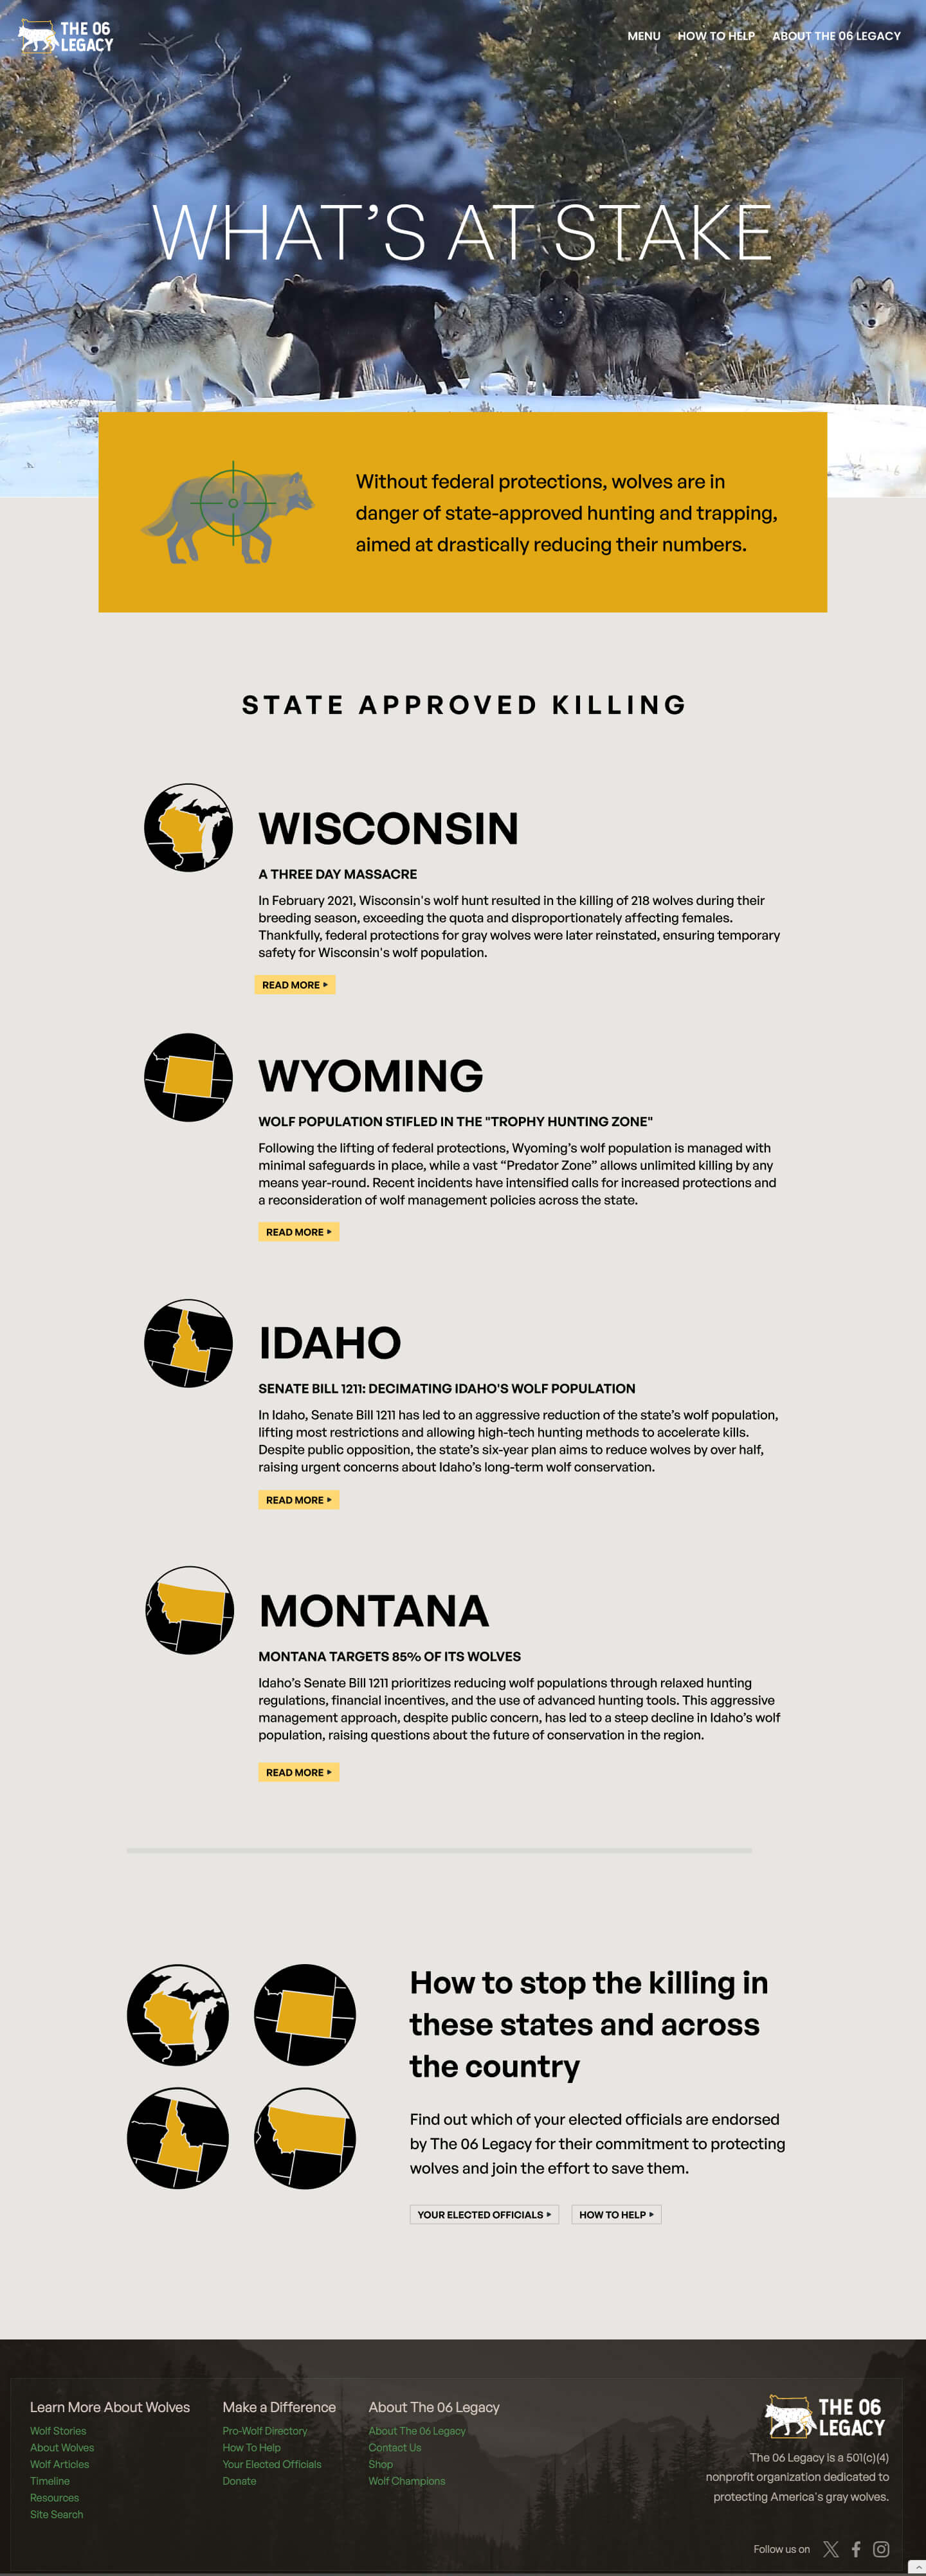 THE 06
LEGACY
MENU HOW TO HELP ABOUT THE 06 LEGACY
WHAT'S AT STAKE
Without federal protections, wolves are in
danger of state-approved hunting and trapping,
aimed at drastically reducing their numbers.
STATE APPROVED KILLING
WISCONSIN
A THREE DAY MASSACRE
In February 2021, Wisconsin's wolf hunt resulted in the killing of 218 wolves during their
breeding season, exceeding the quota and disproportionately affecting females.
Thankfully, federal protections for gray wolves were later reinstated, ensuring temporary
safety for Wisconsin's wolf population.
READ MORE
WYOMING
WOLF POPULATION STIFLED IN THE "TROPHY HUNTING ZONE"
Following the lifting of federal protections, Wyoming's wolf population is managed with
minimal safeguards in place, while a vast “Predator Zone” allows unlimited killing by any
means year-round. Recent incidents have intensified calls for increased protections and
a reconsideration of wolf management policies across the state.
READ MORE
IDAHO
SENATE BILL 1211: DECIMATING IDAHO'S WOLF POPULATION
In Idaho, Senate Bill 1211 has led to an aggressive reduction of the state's wolf population,
lifting most restrictions and allowing high-tech hunting methods to accelerate kills.
Despite public opposition, the state's six-year plan aims to reduce wolves by over half,
raising urgent concerns about Idaho's long-term wolf conservation.
READ MORE
MONTANA
MONTANA TARGETS 85% OF ITS WOLVES
Idaho's Senate Bill 1211 prioritizes reducing wolf populations through relaxed hunting
regulations, financial incentives, and the use of advanced hunting tools. This aggressive
management approach, despite public concern, has led to a steep decline in Idaho's wolf
population, raising questions about the future of conservation in the region.
READ MORE
How to stop the killing in
these states and across
the country
Find out which of your elected officials are endorsed
by The 06 Legacy for their commitment to protecting
wolves and join the effort to save them.
YOUR ELECTED OFFICIALS HOW TO HELP
Learn More About Wolves
Wolf Stories
About Wolves
Wolf Articles
Timeline
Resources
Site Search
Make a Difference
Pro-Wolf Directory
How To Help
Your Elected Officials
Donate
About The 06 Legacy
About The 06 Legacy
Contact Us
Shop
Wolf Champions
THE 06
LEGACY
The 06 Legacy is a 501(c)(4)
nonprofit organization dedicated to
protecting America's gray wolves.
Follow us on